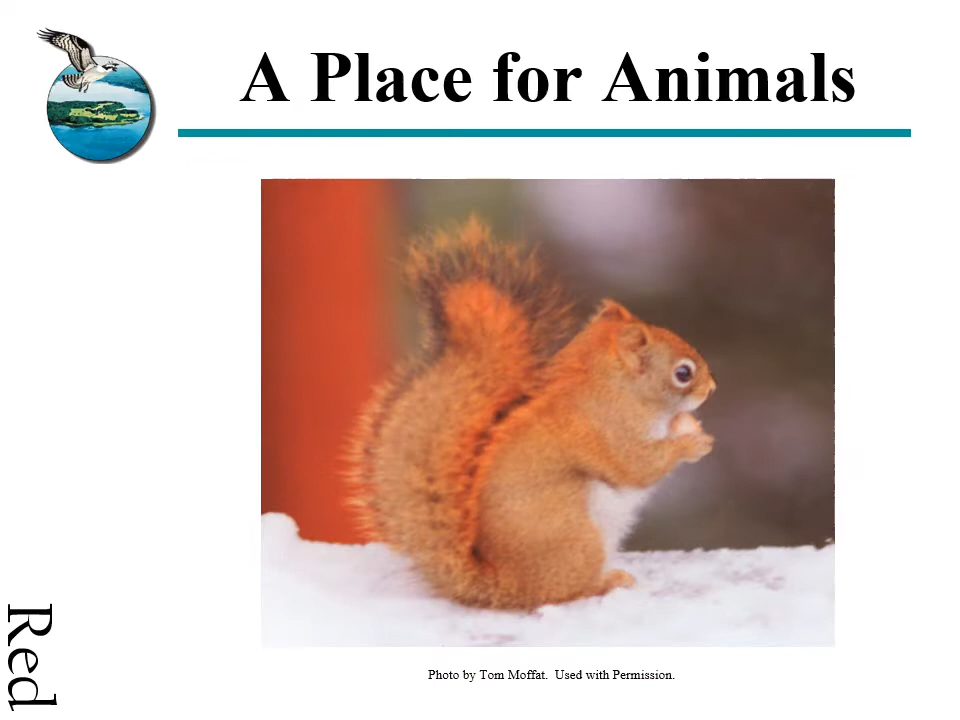 A Place for Animals
Photo by Tom Moffat. Used with Permission.
Red